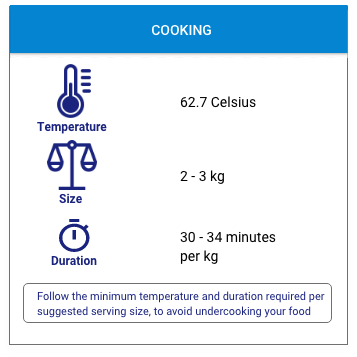 COOKING
62.7 Celsius
Temperature
2 - 3 kg
Size
30 - 34 minutes
per kg
Duration
Follow the minimum temperature and duration required per
suggested serving size, to avoid undercooking your food